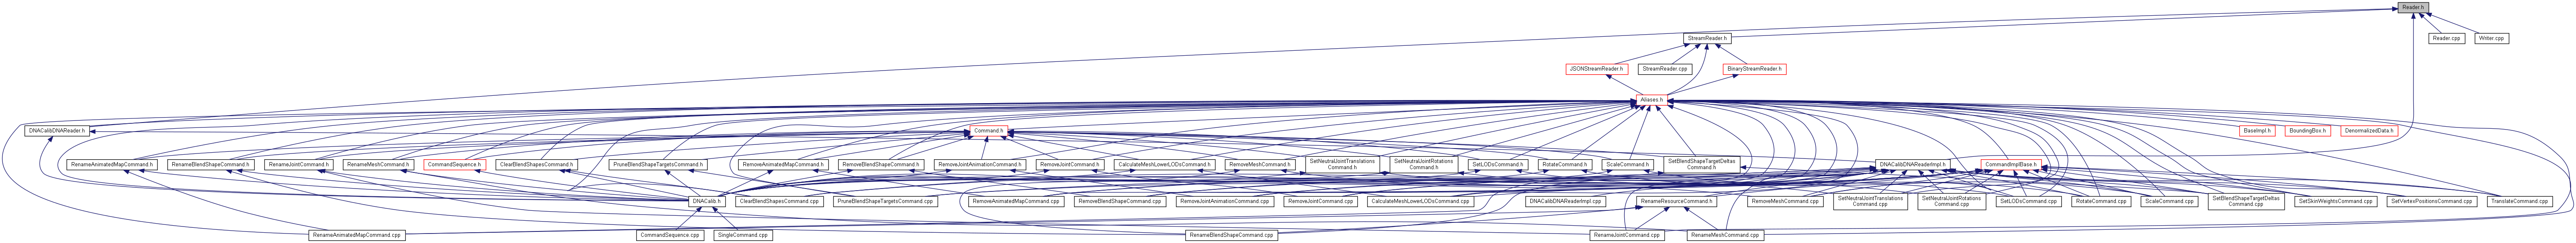 Reader.h
StreamReader.h
Reader.cpp
Writer.cpp
JSONStreamReader.h
StreamReader.cpp
BinaryStreamReader.h
Aliases.h
DNACalibDNAReader.h
Command.h
BaseImpl.h
BoundingBox.h
DenormalizedData.h
RenameAnimatedMapCommand.h
RenameBlendShapeCommand.h
RenameJointCommand.h
RenameMeshCommand.h
CommandSequence.h
ClearBlendShapesCommand.h
PruneBlendShapeTargetsCommand.h
RemoveAnimatedMapCommand.h
RemoveBlendShapeCommand.h
RemoveJointAnimationCommand.h
RemoveJointCommand.h
CalculateMeshLowerLODsCommand.h
RemoveMeshCommand.h
SetNeutralJointTranslations
Command.h
SetNeutralJointRotations
Command.h
SetLODsCommand.h
RotateCommand.h
ScaleCommand.h
SetBlendShapeTargetDeltas
Command.h
DNACalibDNAReaderImpl.h
CommandImplBase.h
DNACalib.h
ClearBlendShapesCommand.cpp
PruneBlendShapeTargetsCommand.cpp
RemoveAnimatedMapCommand.cpp
RemoveBlendShapeCommand.cpp
RemoveJointAnimationCommand.cpp
RemoveJointCommand.cpp
CalculateMeshLowerLODsCommand.cpp
DNACalibDNAReaderImpl.cpp
RenameResourceCommand.h
RemoveMeshCommand.cpp
SetNeutralJointTranslations
Command.cpp
SetNeutralJointRotations
Command.cpp
SetLODsCommand.cpp
RotateCommand.cpp
ScaleCommand.cpp
SetBlendShapeTargetDeltas
Command.cpp
SetSkinWeightsCommand.cpp
SetVertexPositionsCommand.cpp
TranslateCommand.cpp
RenameAnimatedMapCommand.cpp
CommandSequence.cpp
SingleCommand.cpp
RenameBlendShapeCommand.cpp
RenameJointCommand.cpp
RenameMeshCommand.cpp